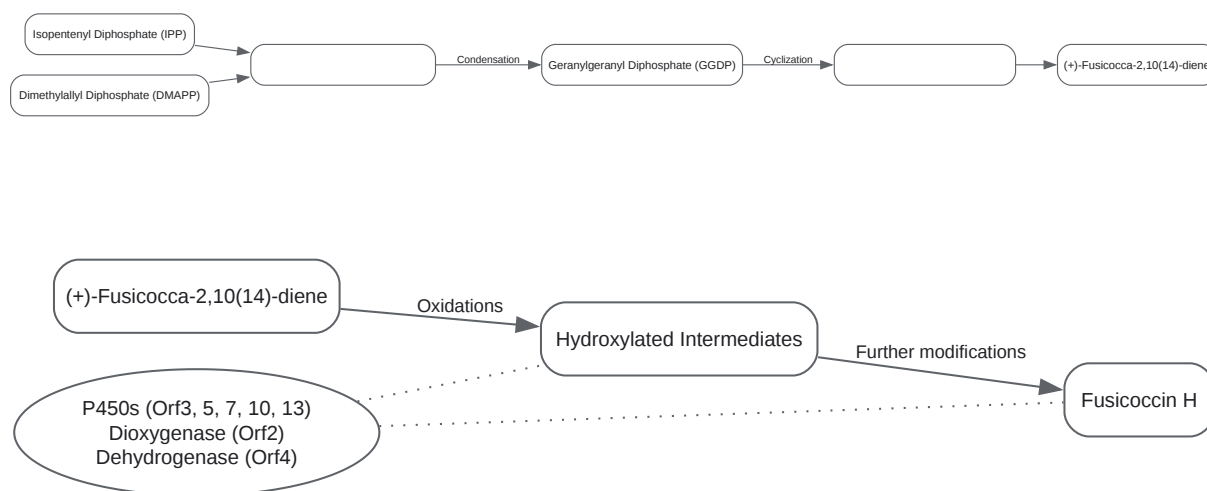 Isopentenyl Diphosphate (IPP)
Dimethylallyl Diphosphate (DMAPP)
Condensation
Geranylgeranyl Diphosphate (GGDP)
Cyclization
(+)-Fusicocca-2,10(14)-diene
(+)-Fusicocca-2,10(14)-diene
Oxidations
Hydroxylated Intermediates
Further modifications
Fusicoccin H
P450s (Orf3, 5, 7, 10, 13)
Dioxygenase (Orf2)
Dehydrogenase (Orf4)